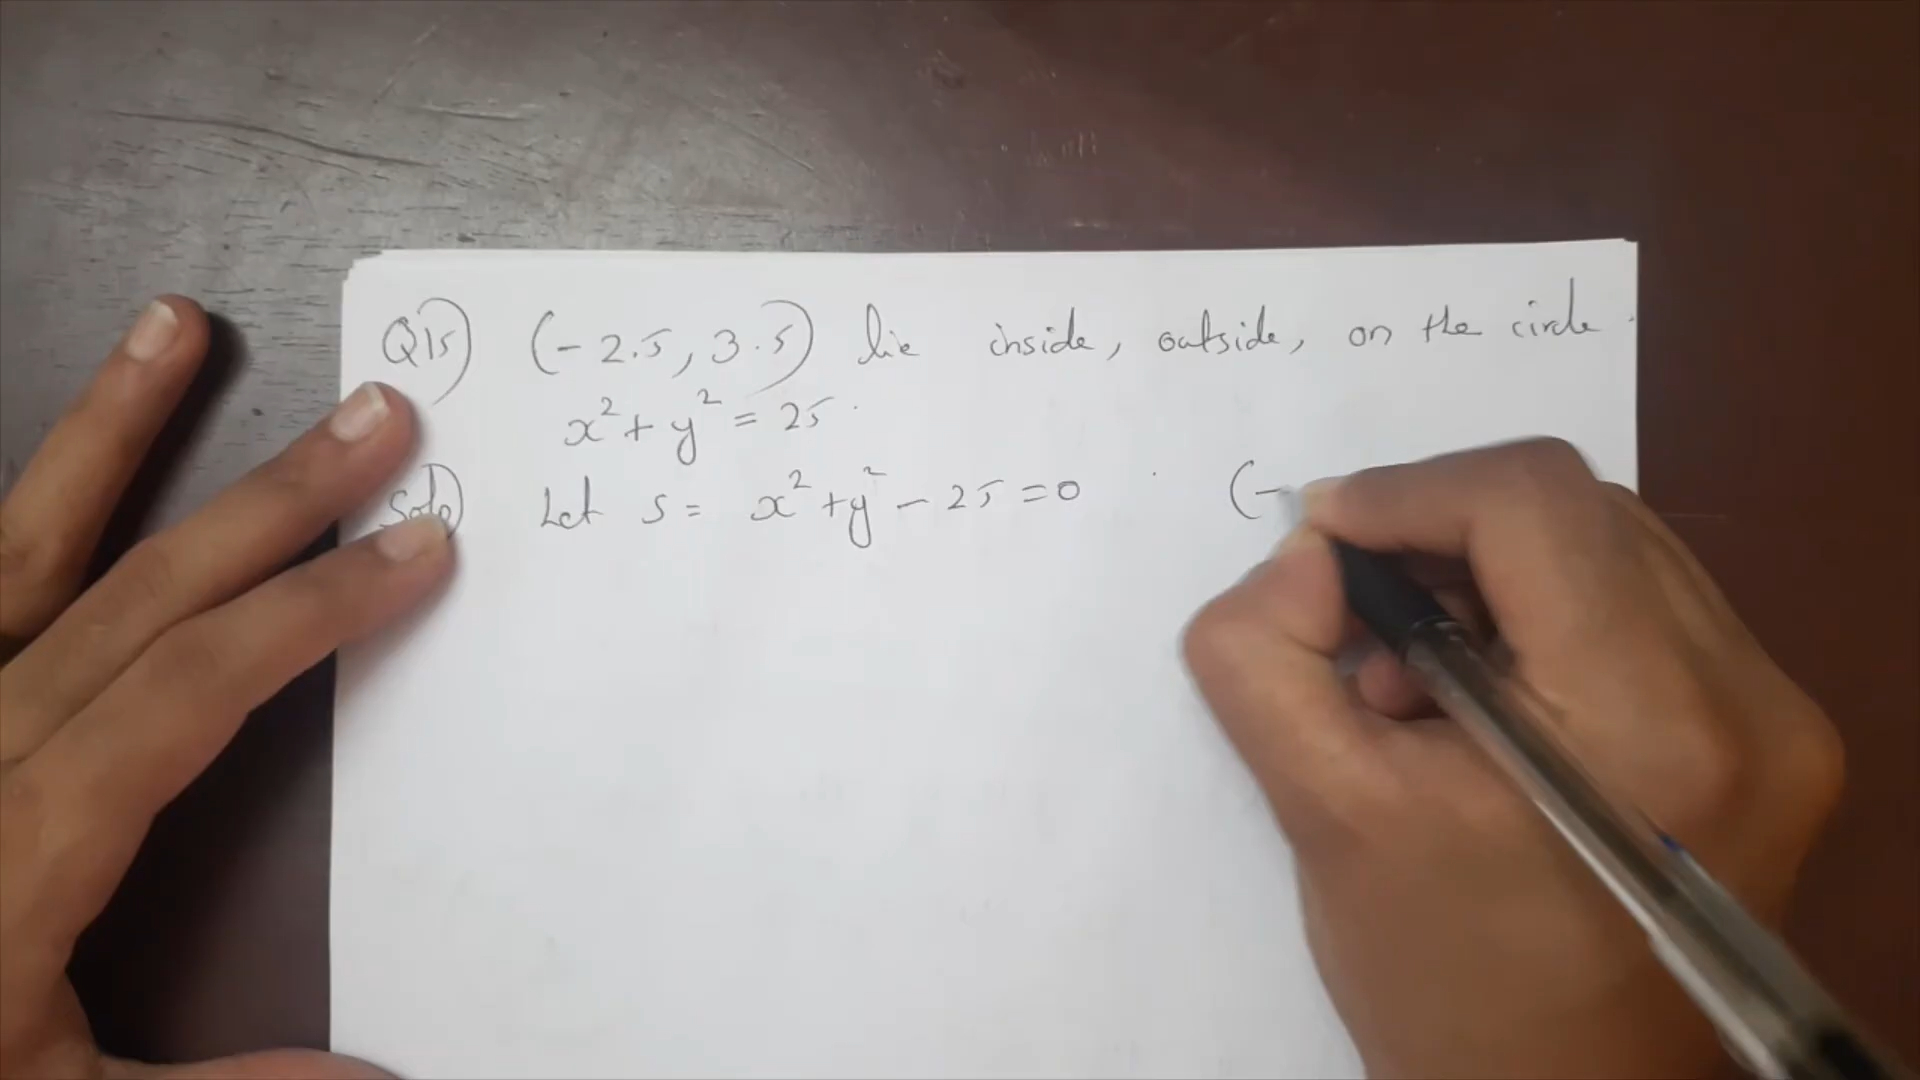 Q15) (-2.5, 3.5) lie inside, outside, on the circle.
x² + y² = 25.
Let S = x² + y² - 25 = 0 (-